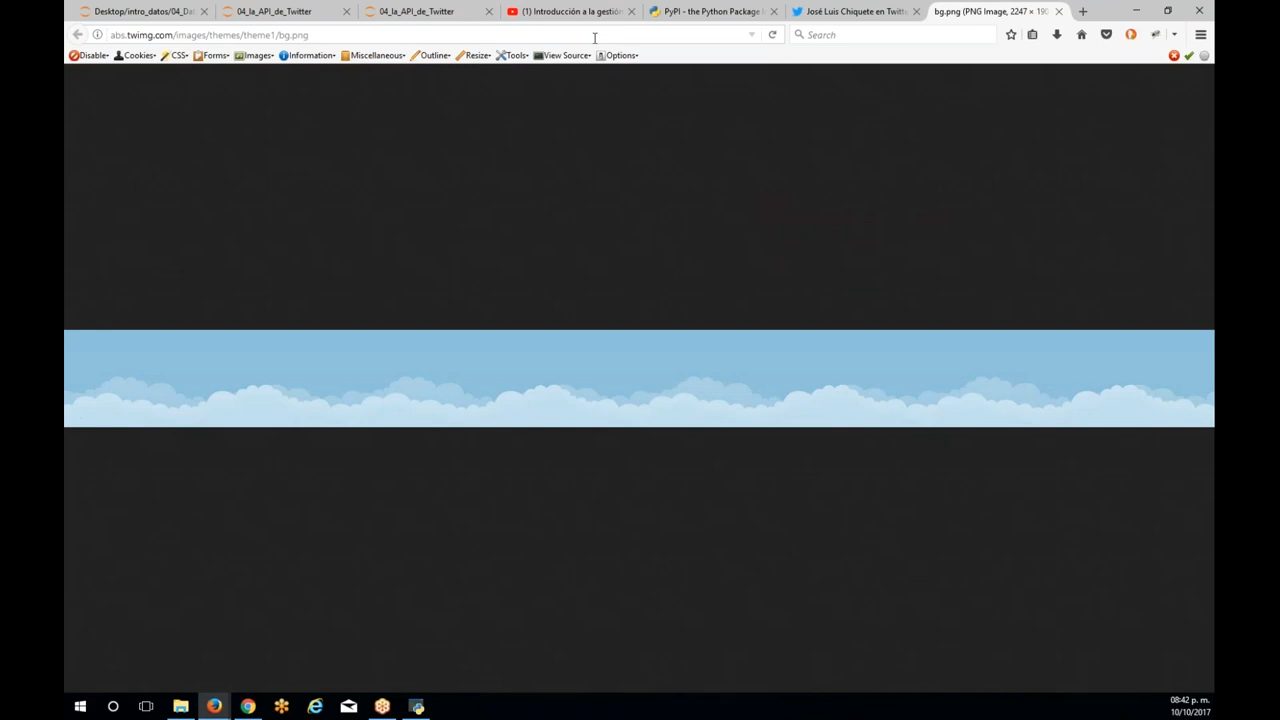 Desktop/intro_datos/04_Da
04_la_API_de_Twitter
04_la_API_de_Twitter
(1) Introducción a la gestión
PyPI - the Python Package
José Luis Chiquete en Twitte
bg.png (PNG Image, 2247 × 190
abs.twimg.com/images/themes/theme1/bg.png
Search
Disable
Cookies
CSS
Forms
Images
Information
Miscellaneous
Outline
Resize
Tools
View Source
Options
08:42 p. m.
10/10/2017